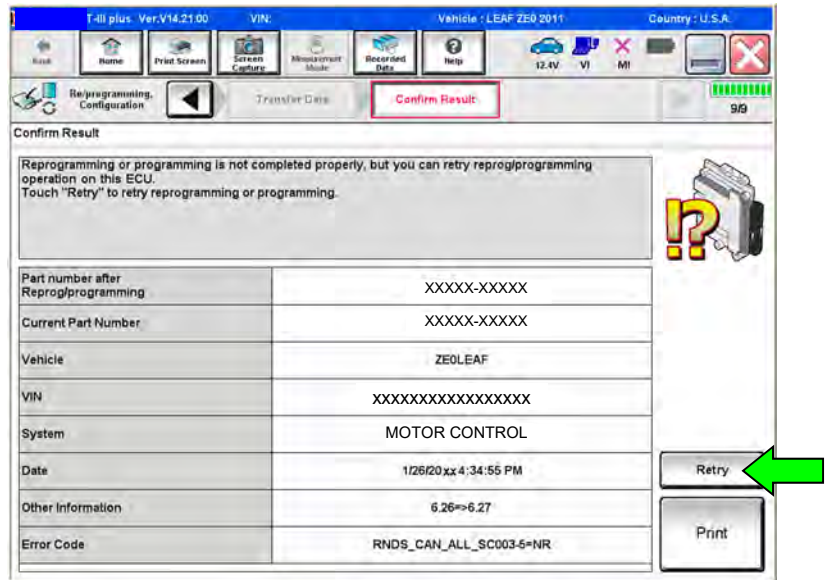 T-III plus Ver.V14.21.00 VIN: Vehicle : LEAF ZE0 2011 Country : U.S.A.
Back Home Print Screen Screen Capture Measurement Mode Recorded Data Help 12.4V VI MI
Re/programming, Configuration Transfer Data Confirm Result 9/9
Confirm Result
Reprogramming or programming is not completed properly, but you can retry reprog/programming
operation on this ECU.
Touch "Retry" to retry reprogramming or programming.
!?
Part number after
Reprog/programming XXXXX-XXXXX
Current Part Number XXXXX-XXXXX
Vehicle ZE0LEAF
VIN XXXXXXXXXXXXXXXXX
System MOTOR CONTROL
Date 1/26/20xx 4:34:55 PM
Retry
Other Information 6.26=>6.27
Error Code RNDS_CAN_ALL_SC003-5=NR
Print